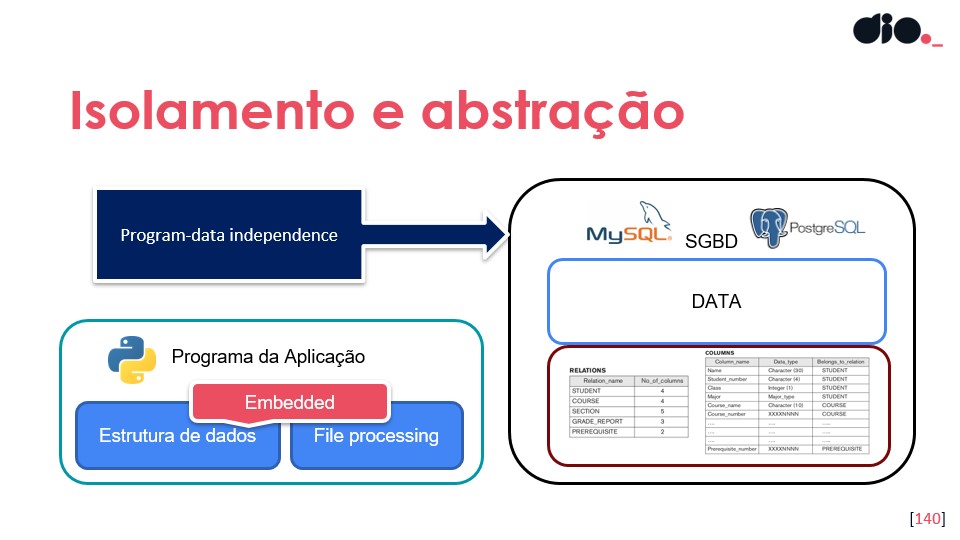 dio._
Isolamento e abstração
Program-data independence
MySQL
SGBD
PostgreSQL
DATA
Programa da Aplicação
Embedded
Estrutura de dados
File processing
RELATIONS
Relation_name No_of_columns
STUDENT 4
COURSE 4
SECTION 5
GRADE_REPORT 3
PREREQUISITE 2
COLUMNS
Column_name Data_type Belongs_to_relation
Name Character (30) STUDENT
Student_number Character (4) STUDENT
Class Integer (1) STUDENT
Major Major_type STUDENT
Course_name Character (10) COURSE
Course_number XXXXNNNN COURSE
.... .... .....
.... .... .....
.... .... .....
Prerequisite_number XXXXNNNN PREREQUISITE
[140]